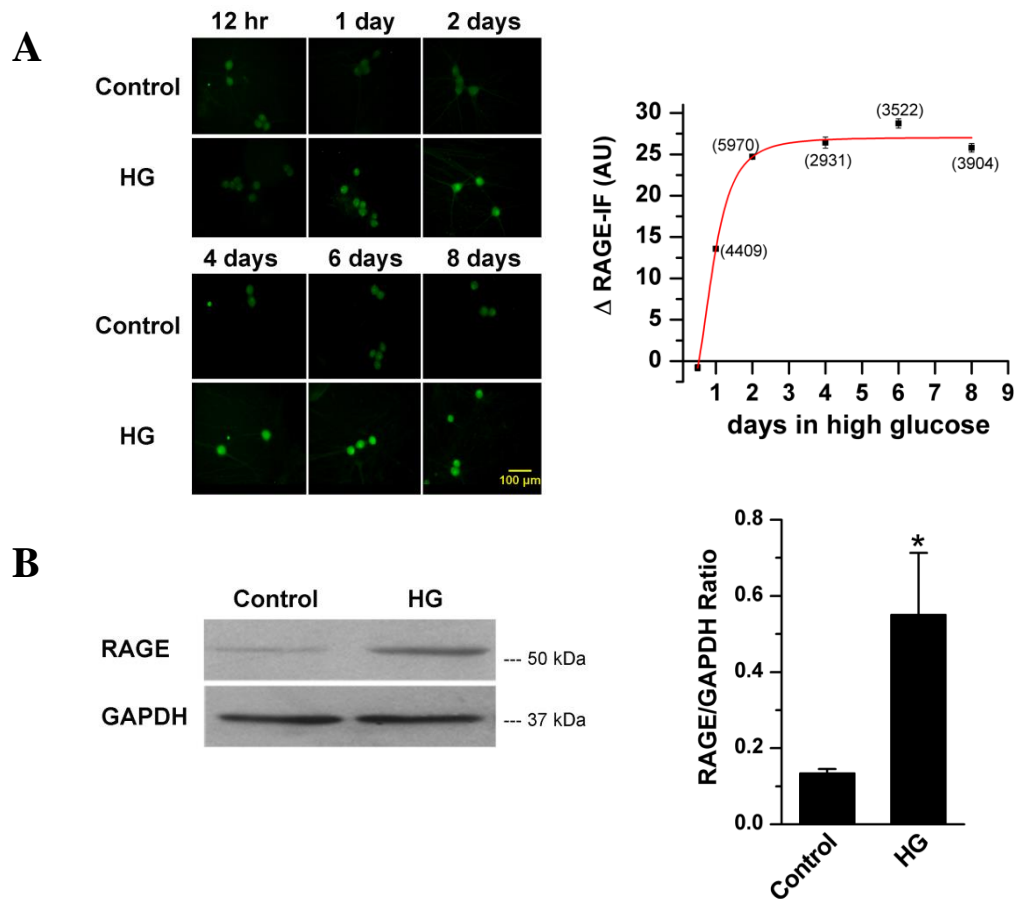 A
12 hr 1 day 2 days
Control
HG
4 days 6 days 8 days
Control
HG
100 µm
Δ RAGE-IF (AU)
30
25
20
15
10
5
0
(5970)
(4409)
(2931)
(3522)
(3904)
1 2 3 4 5 6 7 8 9
days in high glucose
B
Control HG
RAGE
--- 50 kDa
GAPDH
--- 37 kDa
RAGE/GAPDH Ratio
0.8
0.6
0.4
0.2
0.0
*
Control
HG